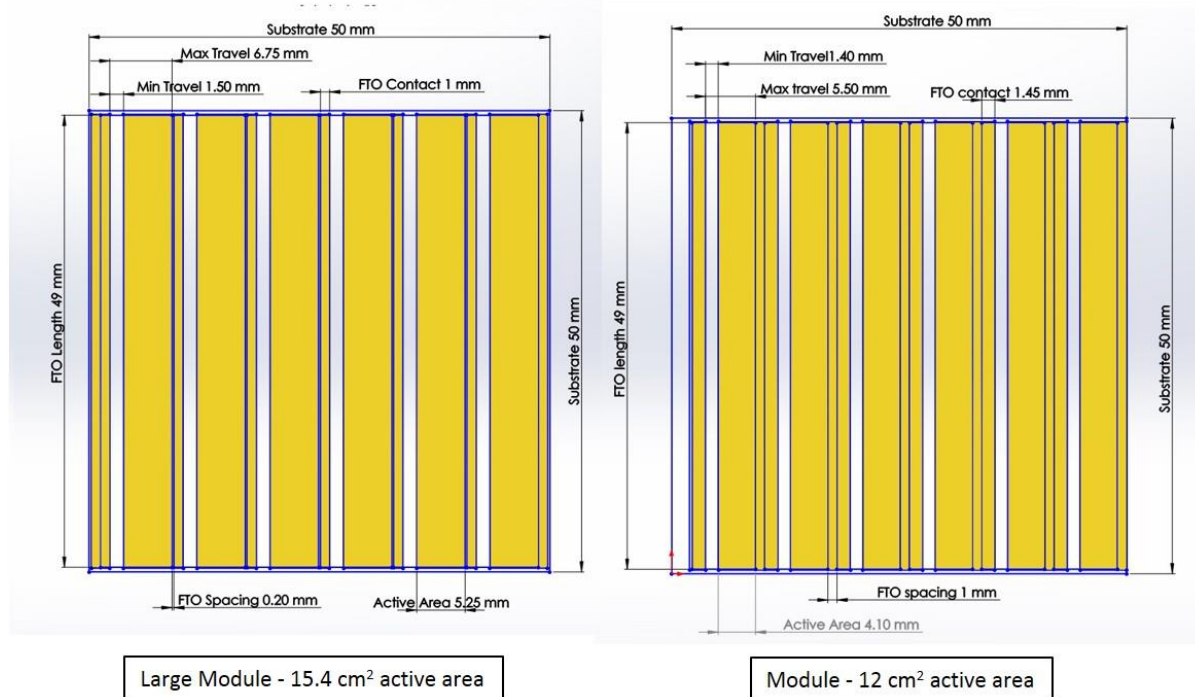 Substrate 50 mm
Max Travel 6.75 mm
Min Travel 1.50 mm
FTO Contact 1 mm
FTO Length 49 mm
Substrate 50 mm
FTO Spacing 0.20 mm
Active Area 5.25 mm
Large Module - 15.4 cm² active area
Substrate 50 mm
Min Travel1.40 mm
Max travel 5.50 mm
FTO contact 1.45 mm
FTO length 49 mm
Substrate 50 mm
FTO spacing 1 mm
Active Area 4.10 mm
Module - 12 cm² active area